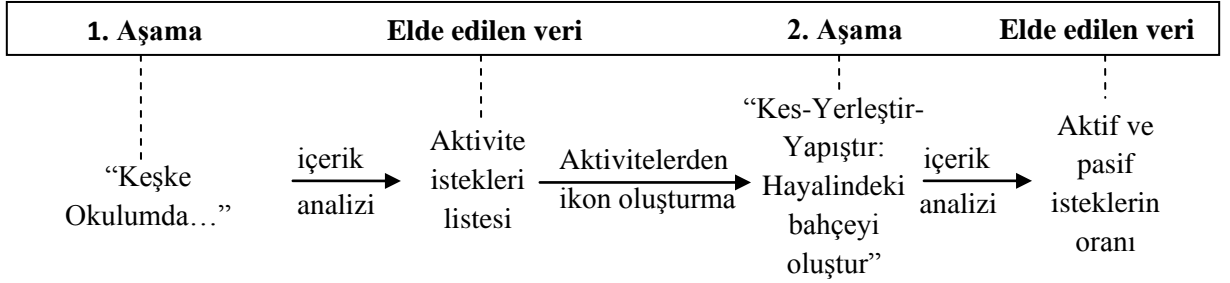 1. Aşama Elde edilen veri 2. Aşama Elde edilen veri
“Keşke
Okulumda…”
içerik
analizi
Aktivite
istekleri
listesi
Aktivitelerden
ikon oluşturma
“Kes-Yerleştir-
Yapıştır:
Hayalindeki
bahçeyi
oluştur”
içerik
analizi
Aktif ve
pasif
isteklerin
oranı